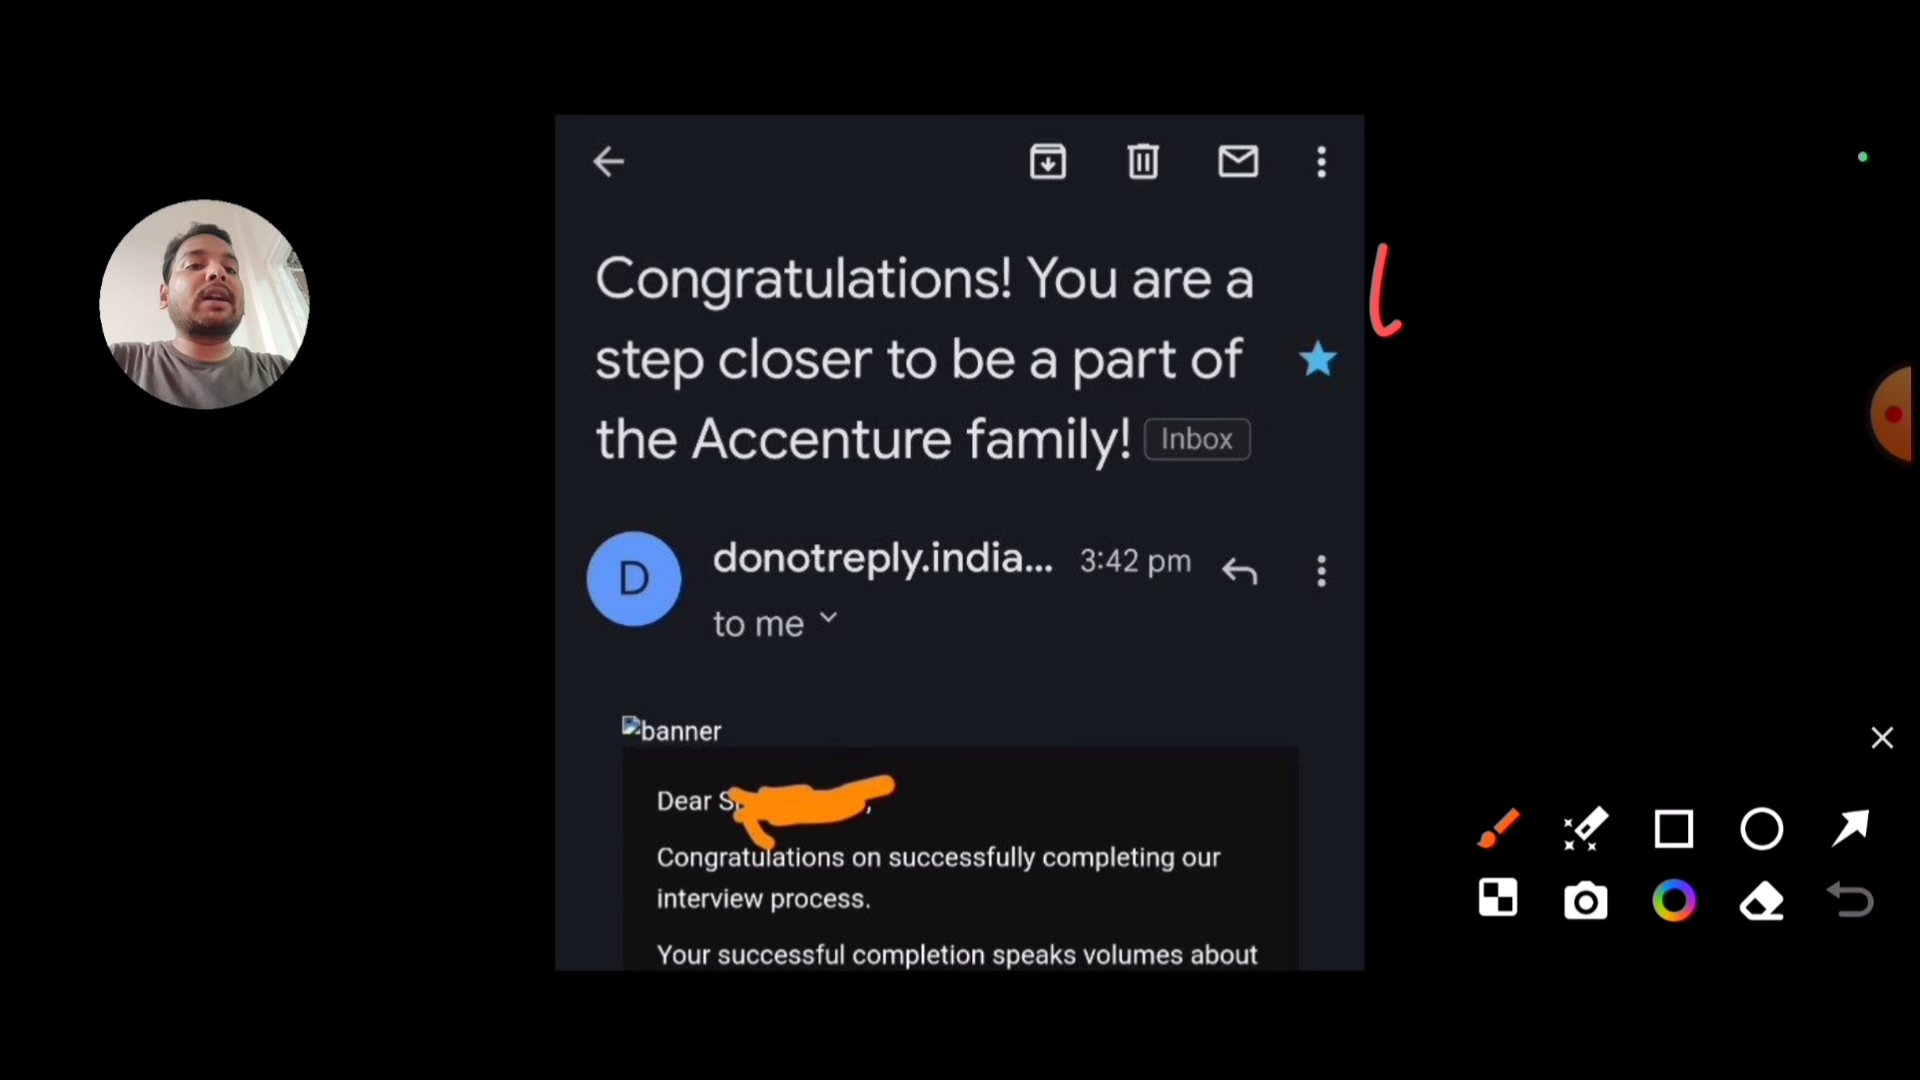 Congratulations! You are a
step closer to be a part of
the Accenture family! Inbox
D
donotreply.india... 3:42 pm
to me
banner
Dear
Congratulations on successfully completing our
interview process.
Your successful completion speaks volumes about